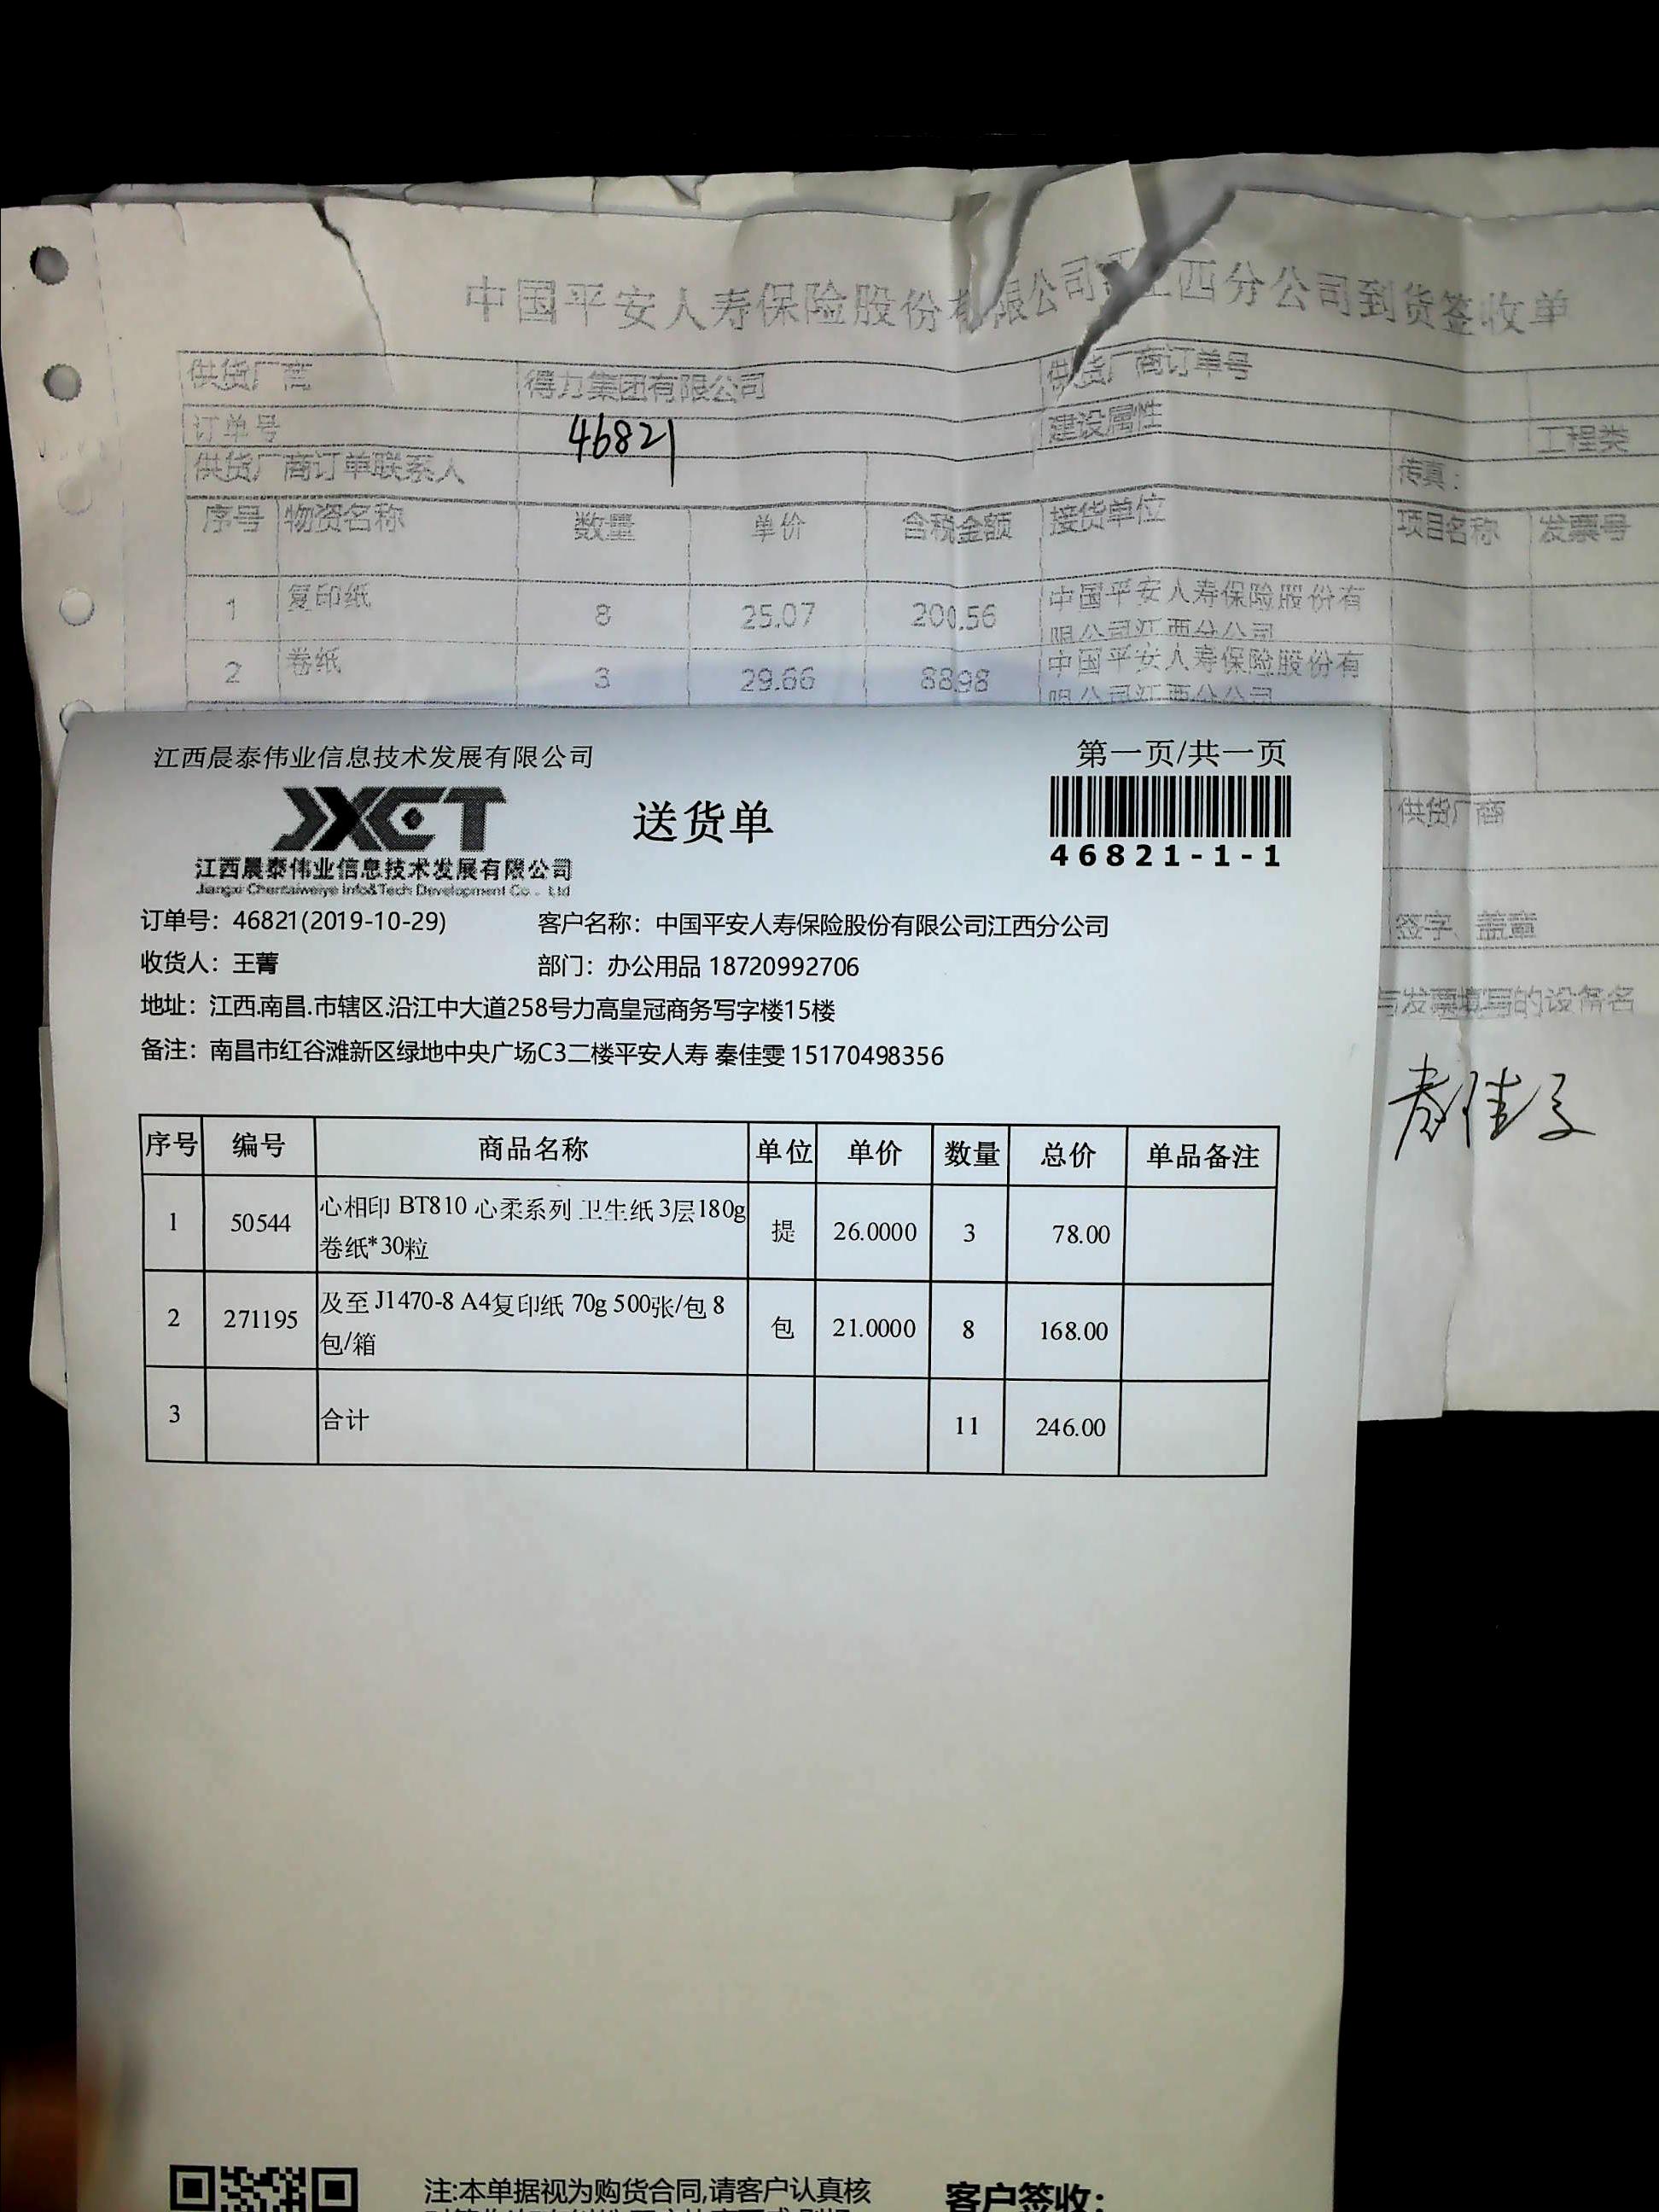 中国平安人寿保险股份有限公司江西分公司到货签收单
供货厂商 得力集团有限公司 供货厂商订单号
订单号 46821 建设属性 工程类
供货厂商订单联系人 传真:
序号 物资名称 数量 单价 含税金额 接货单位 项目名称 发票号
1 复印纸 8 25.07 200.56 中国平安人寿保险股份有
限公司江西分公司
2 卷纸 3 29.66 88.98 中国平安人寿保险股份有
限公司江西分公司
供货厂商
签字、盖章
与发票填写的设备名
江西晨泰伟业信息技术发展有限公司 第一页/共一页
JXCT 送货单
46821-1-1
江西晨泰伟业信息技术发展有限公司
Jiangxi Chentaiweiye Info&Tech Development Co., Ltd
订单号: 46821(2019-10-29) 客户名称: 中国平安人寿保险股份有限公司江西分公司
收货人: 王菁 部门: 办公用品 18720992706
地址: 江西.南昌.市辖区.沿江中大道258号力高皇冠商务写字楼15楼
备注: 南昌市红谷滩新区绿地中央广场C3二楼平安人寿 秦佳雯 15170498356
序号 编号 商品名称 单位 单价 数量 总价 单品备注
1 50544 心相印 BT810 心柔系列 卫生纸 3层180g 提 26.0000 3 78.00
卷纸*30粒
2 271195 及至 J1470-8 A4复印纸 70g 500张/包 8 包 21.0000 8 168.00
包/箱
3 合计 11 246.00
注:本单据视为购货合同,请客户认真核
客户签收: